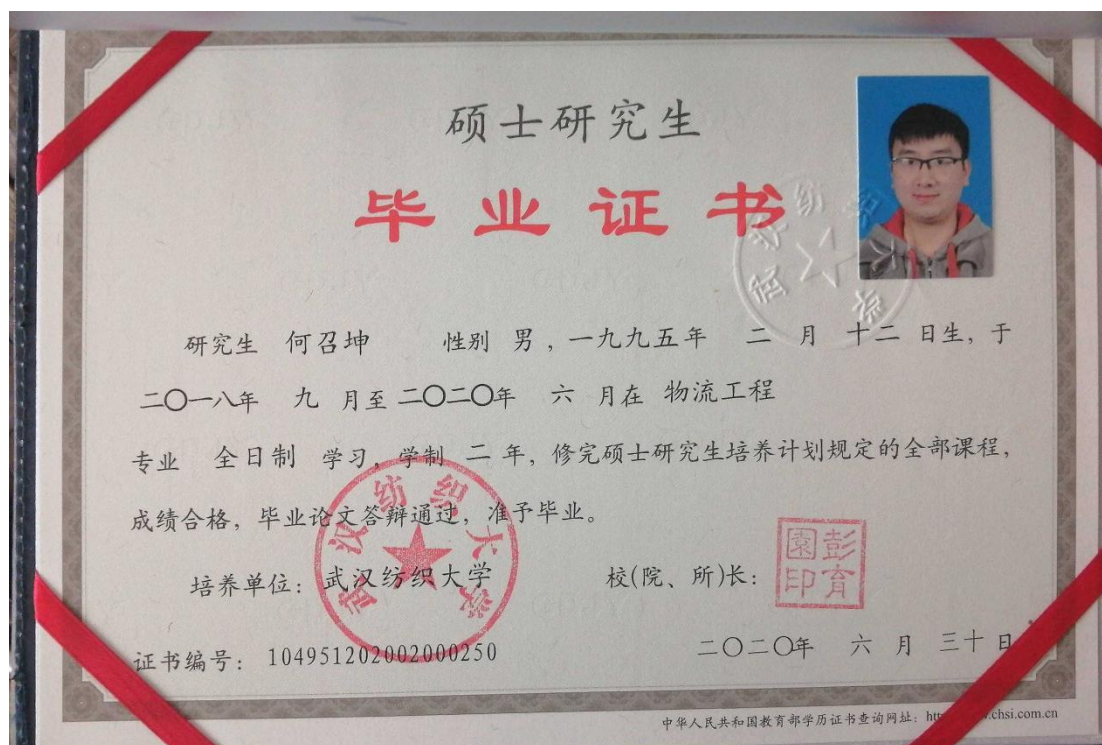 硕士研究生
毕业证书
研究生 何召坤 性别 男，一九九五年 二 月 十二 日生，于
二〇一八年 九 月至 二〇二〇年 六 月在 物流工程
专业 全日制 学习，学制 二 年，修完硕士研究生培养计划规定的全部课程，
成绩合格，毕业论文答辩通过，准予毕业。
武汉纺织大学
培养单位：武汉纺织大学
校(院、所)长：
彭育园印
证书编号：104951202002000250
二〇二〇年 六 月 三十 日
中华人民共和国教育部学历证书查询网址：
chsi.com.cn